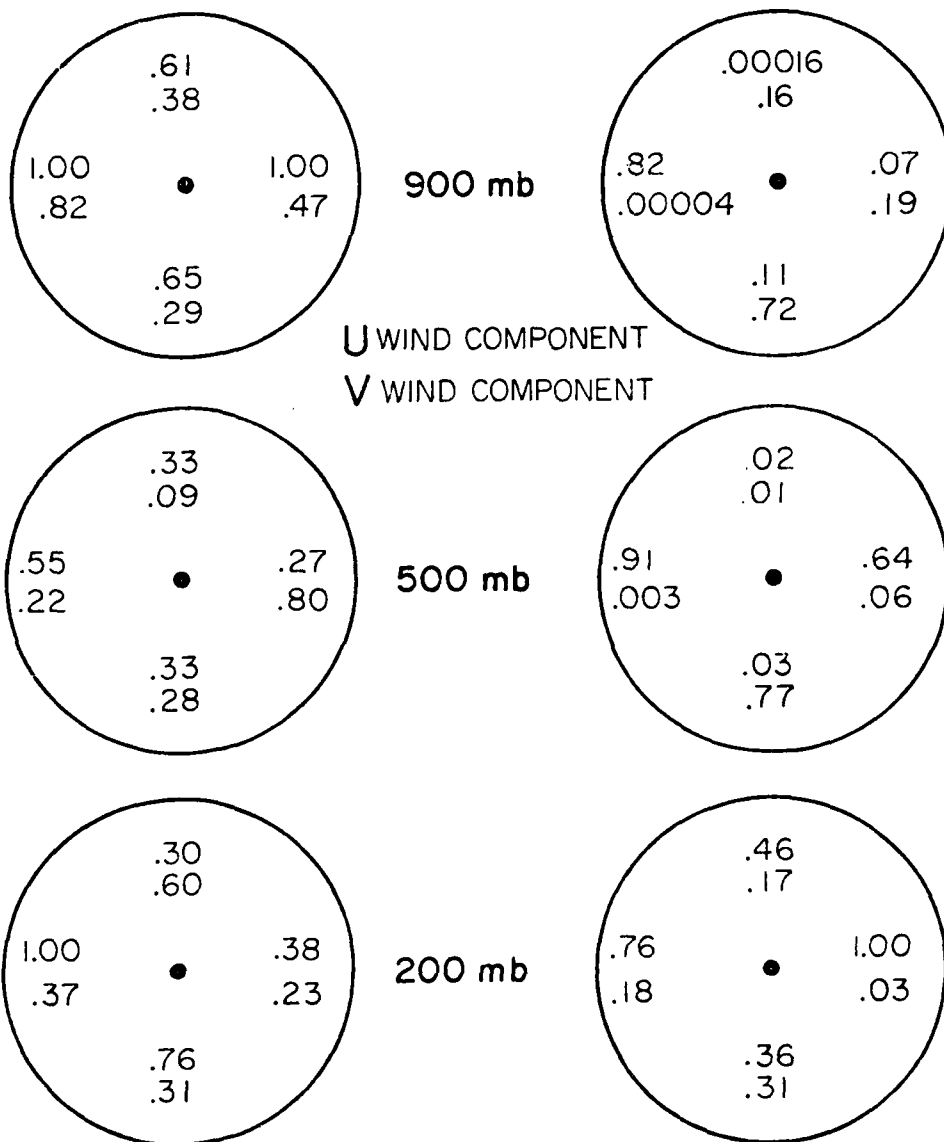 .61 .00016
.38 .16
1.00 1.00 900 mb .82 .07
.82 .47 .00004 .19
.65 .11
.29 .72
U WIND COMPONENT
V WIND COMPONENT
.33 .02
.09 .01
.55 .27 500 mb .91 .64
.22 .80 .003 .06
.33 .03
.28 .77
.30 .46
.60 .17
1.00 .38 200 mb .76 1.00
.37 .23 .18 .03
.76 .36
.31 .31